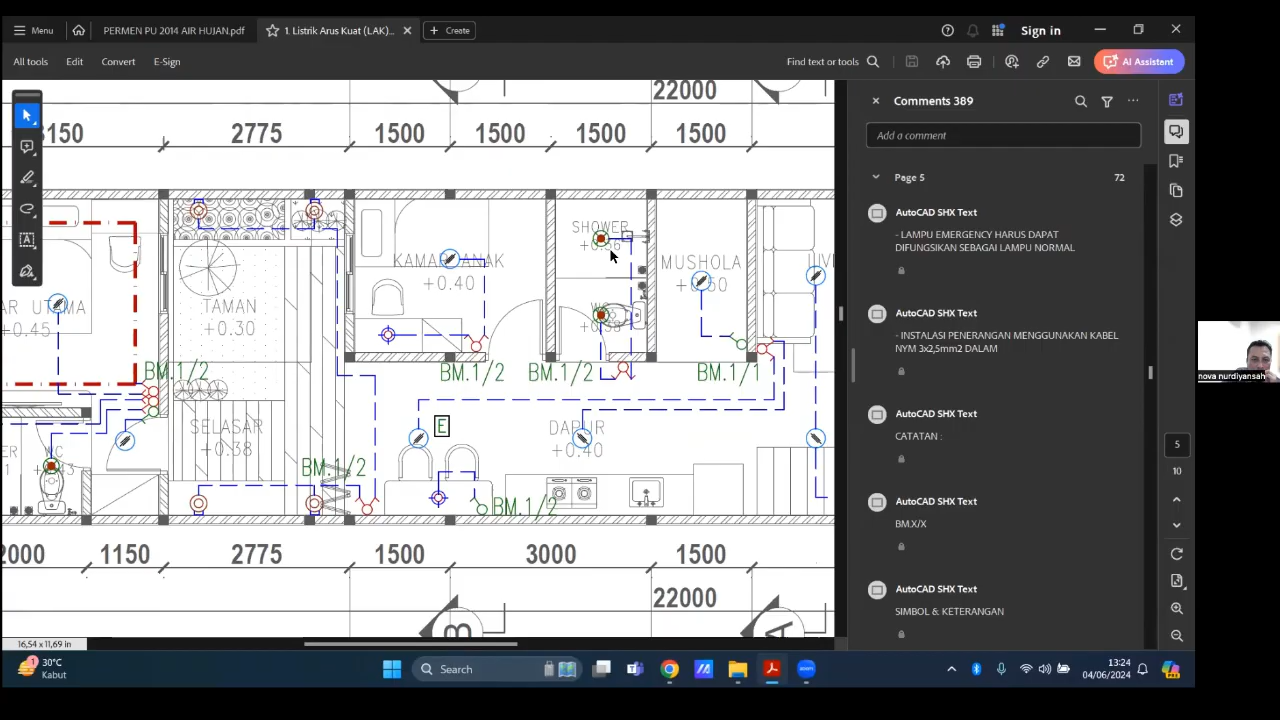 Menu
PERMEN PU 2014 AIR HUJAN.pdf
1. Listrik Arus Kuat (LAK)...
Create
Sign in
All tools
Edit
Convert
E-Sign
Find text or tools
AI Assistant
22000
3150
2775
1500
1500
1500
1500
SHOWER
KAMAR ANAK
+0.40
MUSHOLA
TAMAN
+0.30
AR UTAMA
+0.45
BM.1/2
BM.1/2
BM.1/2
BM.1/1
E
SELASAR
+0.38
DAPUR
+0.40
WC
BM.1/2
BM.1/2
2000
1150
2775
1500
3000
1500
22000
B
A
16,54 x 11,69 in
Comments 389
Add a comment
Page 5
72
AutoCAD SHX Text
- LAMPU EMERGENCY HARUS DAPAT
DIFUNGSIKAN SEBAGAI LAMPU NORMAL
AutoCAD SHX Text
- INSTALASI PENERANGAN MENGGUNAKAN KABEL
NYM 3x2,5mm2 DALAM
AutoCAD SHX Text
CATATAN :
AutoCAD SHX Text
BM.X/X
AutoCAD SHX Text
SIMBOL & KETERANGAN
5
10
nova nurdiyansah
1
30°C
Kabut
Search
13:24
04/06/2024